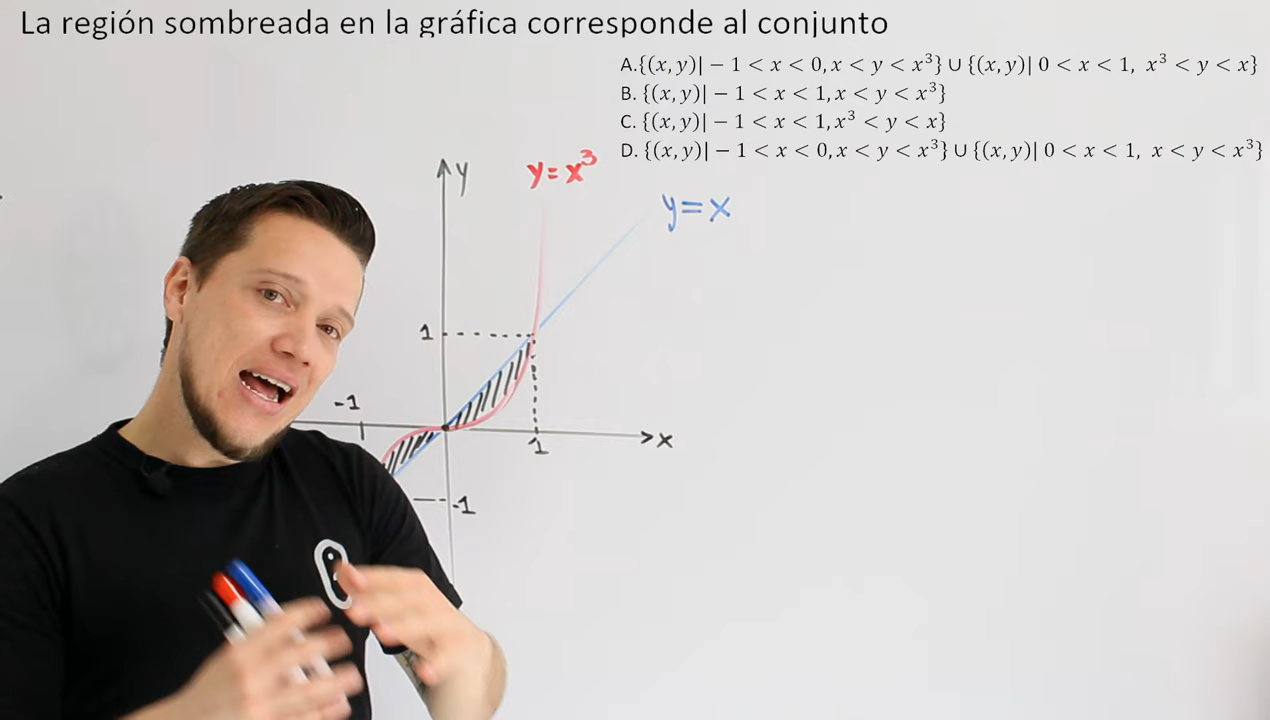 La región sombreada en la gráfica corresponde al conjunto
A.{(x,y)| − 1 < x < 0, x < y < x³} ∪ {(x,y)| 0 < x < 1, x³ < y < x}
B. {(x,y)| − 1 < x < 1, x < y < x³}
C. {(x,y)| − 1 < x < 1, x³ < y < x}
D. {(x,y)| − 1 < x < 0, x < y < x³} ∪ {(x,y)| 0 < x < 1, x < y < x³}
y y=x³
y=x
1
-1
x
1
-1